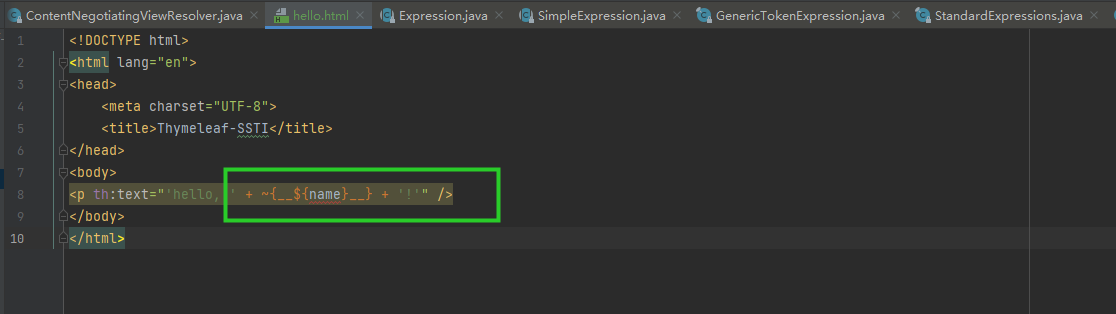 ContentNegotiatingViewResolver.java hello.html Expression.java SimpleExpression.java GenericTokenExpression.java StandardExpressions.java
1 <!DOCTYPE html>
2 <html lang="en">
3 <head>
4 <meta charset="UTF-8">
5 <title>Thymeleaf-SSTI</title>
6 </head>
7 <body>
8 <p th:text="'hello, ' + ~{__${name}__} + '!'" />
9 </body>
10 </html>